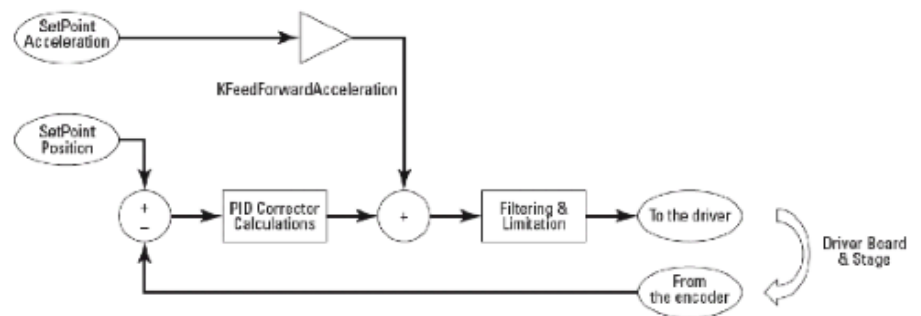 SetPoint
Acceleration
KFeedForwardAcceleration
SetPoint
Position
+
−
PID Corrector
Calculations
+
Filtering &
Limitation
To the driver
Driver Board
& Stage
From
the encoder